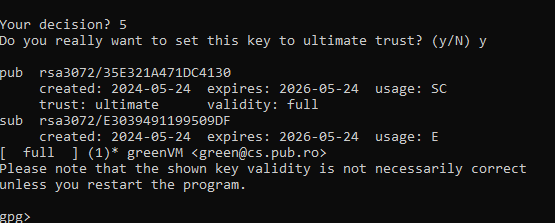 Your decision? 5
Do you really want to set this key to ultimate trust? (y/N) y
pub  rsa3072/35E321A471DC4130
     created: 2024-05-24  expires: 2026-05-24  usage: SC
     trust: ultimate      validity: full
sub  rsa3072/E3039491199509DF
     created: 2024-05-24  expires: 2026-05-24  usage: E
[  full  ] (1)* greenVM <green@cs.pub.ro>
Please note that the shown key validity is not necessarily correct
unless you restart the program.
gpg>